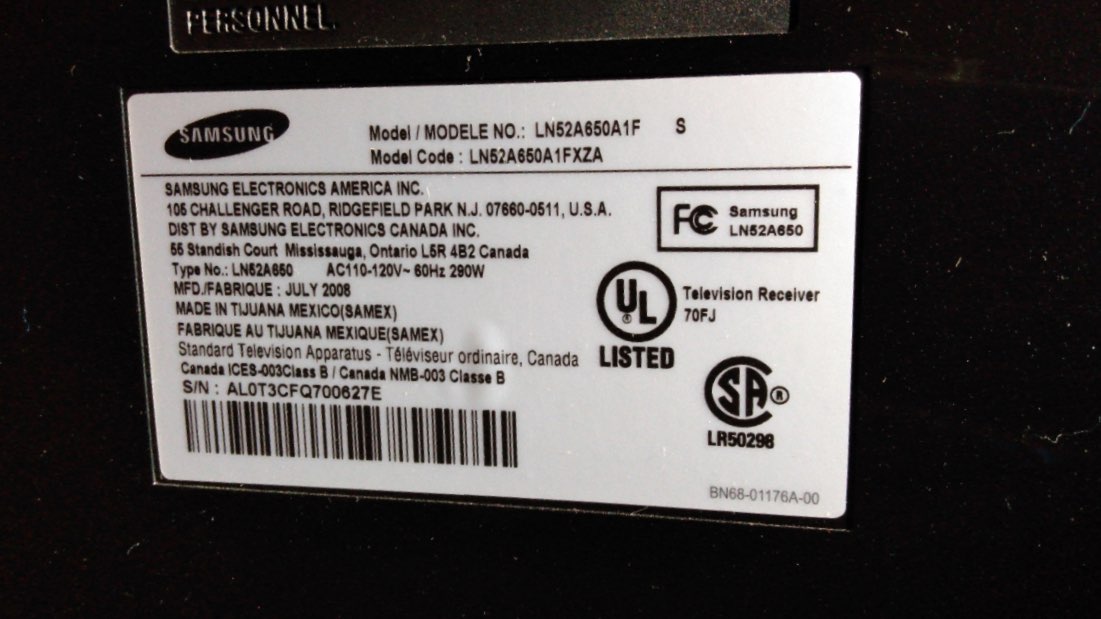 PERSONNEL.
SAMSUNG
Model / MODELE NO.: LN52A650A1F S
Model Code : LN52A650A1FXZA
SAMSUNG ELECTRONICS AMERICA INC.
105 CHALLENGER ROAD, RIDGEFIELD PARK N.J. 07660-0511, U.S.A.
DIST BY SAMSUNG ELECTRONICS CANADA INC.
55 Standish Court Mississauga, Ontario L5R 4B2 Canada
Type No.: LN52A650 AC110-120V~ 60Hz 290W
MFD./FABRIQUE : JULY 2008
MADE IN TIJUANA MEXICO(SAMEX)
FABRIQUE AU TIJUANA MEXIQUE(SAMEX)
Standard Television Apparatus - Téléviseur ordinaire, Canada
Canada ICES-003Class B / Canada NMB-003 Classe B
S/N : AL0T3CFQ700627E
FC Samsung
LN52A650
UL ® Television Receiver
70FJ
LISTED
SA ®
LR50298
BN68-01176A-00